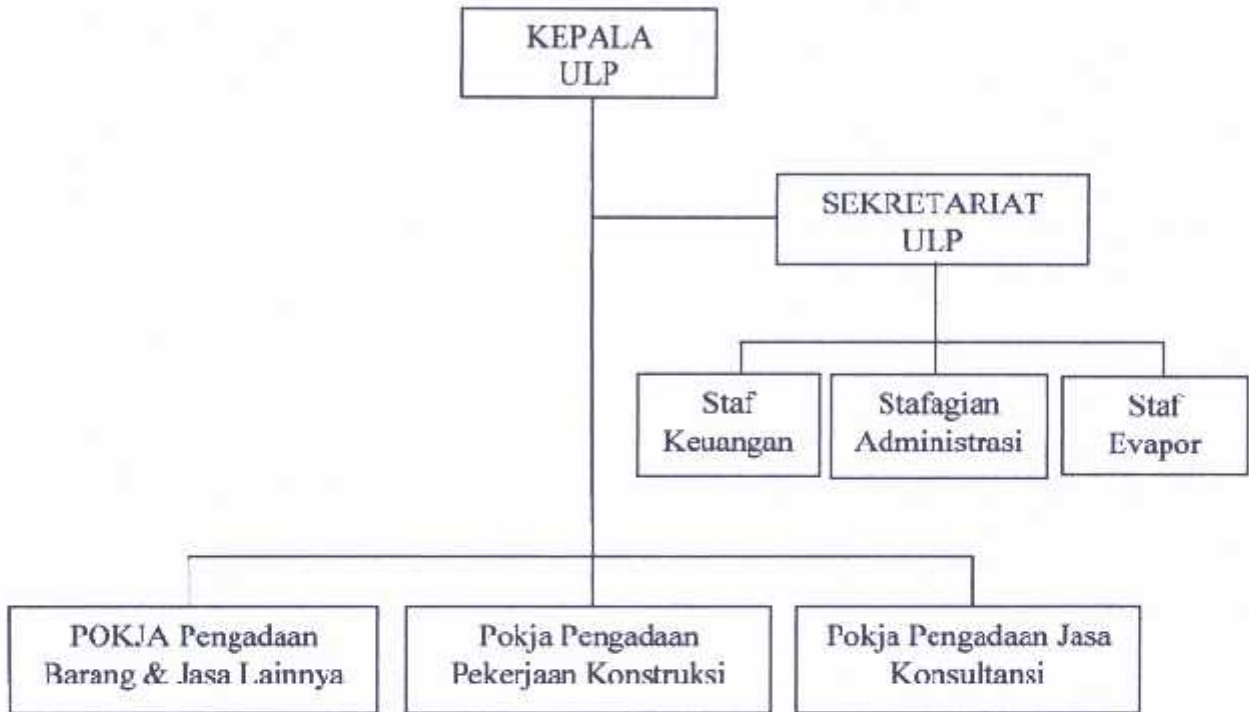 KEPALA
ULP
SEKRETARIAT
ULP
Staf
Keuangan
Stafagian
Administrasi
Staf
Evapor
POKJA Pengadaan
Barang & Jasa Lainnya
Pokja Pengadaan
Pekerjaan Konstruksi
Pokja Pengadaan Jasa
Konsultansi